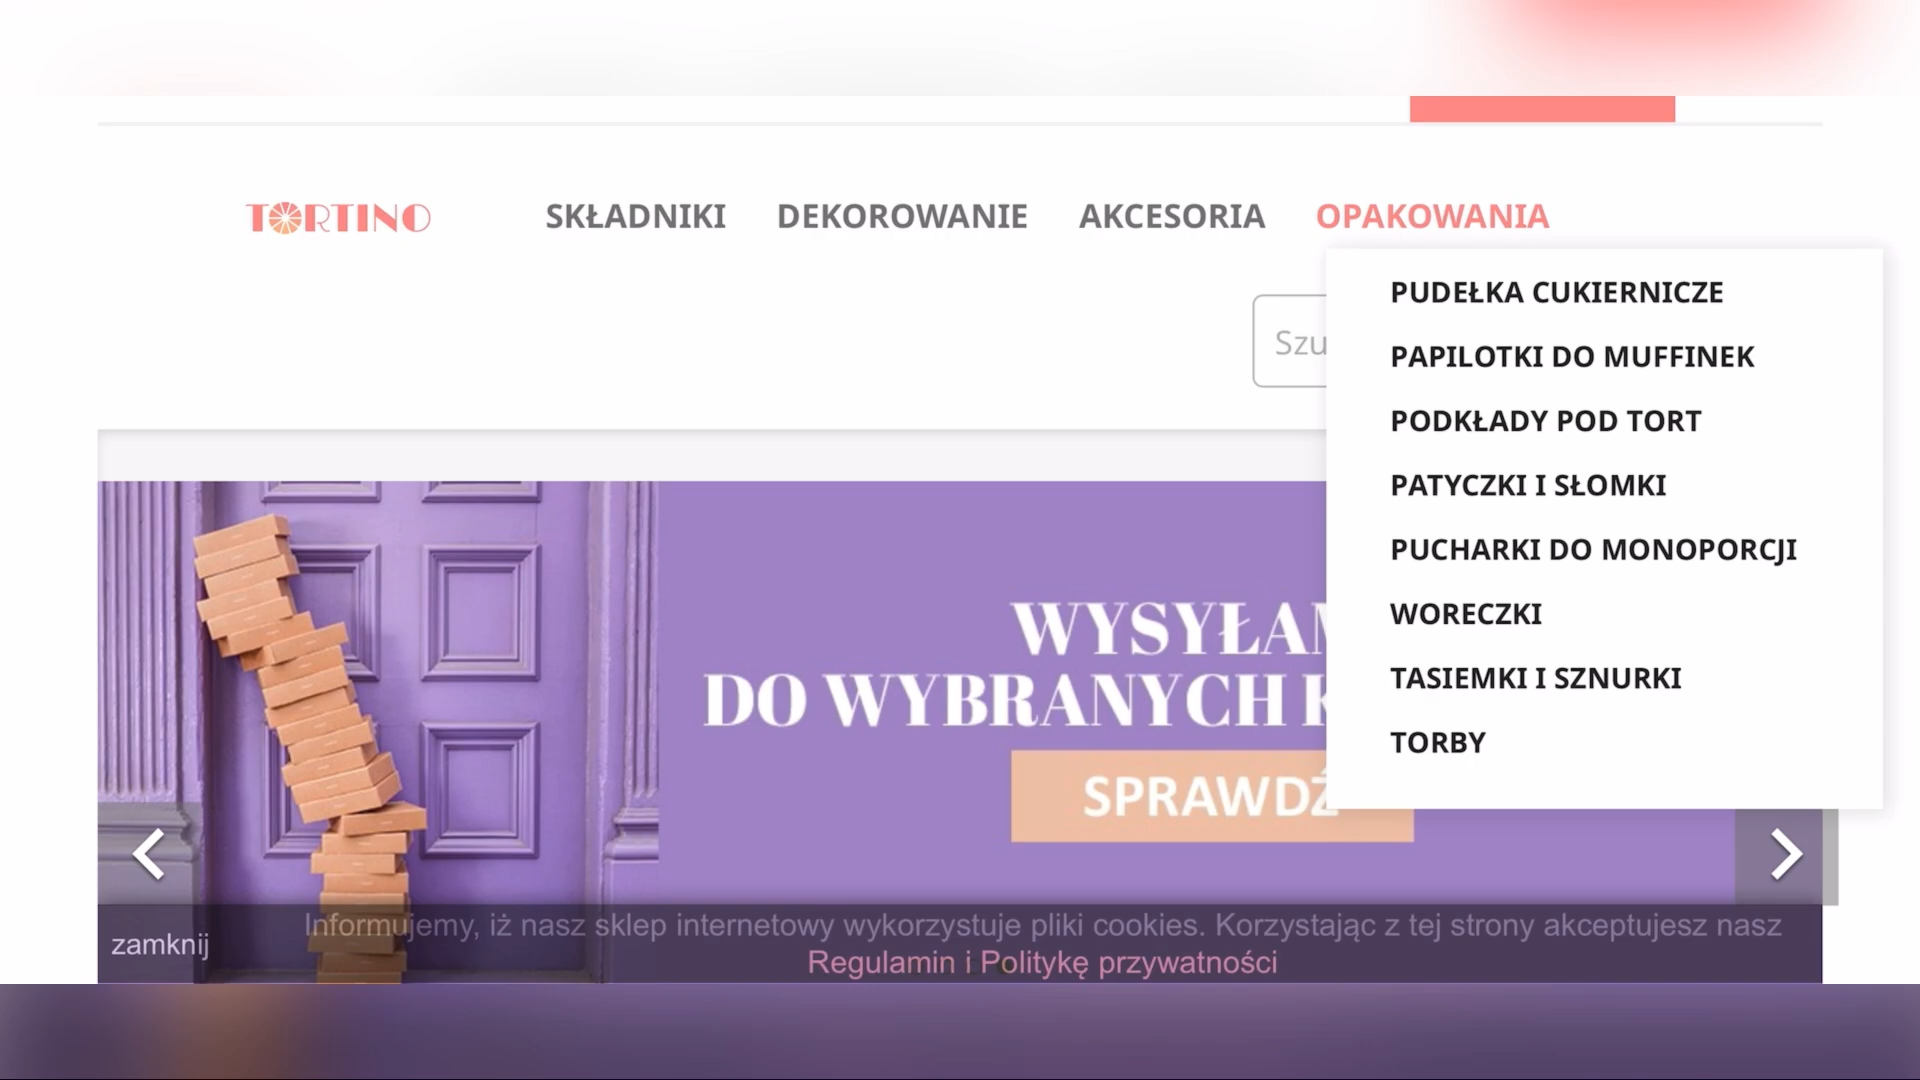 TORTINO
SKŁADNIKI
DEKOROWANIE
AKCESORIA
OPAKOWANIA
PUDEŁKA CUKIERNICZE
PAPILOTKI DO MUFFINEK
PODKŁADY POD TORT
PATYCZKI I SŁOMKI
PUCHARKI DO MONOPORCJI
WORECZKI
TASIEMKI I SZNURKI
TORBY
Szu
WYSYŁAM
DO WYBRANYCH K
SPRAWDŹ
zamknij
Informujemy, iż nasz sklep internetowy wykorzystuje pliki cookies. Korzystając z tej strony akceptujesz nasz
Regulamin i Politykę przywatności